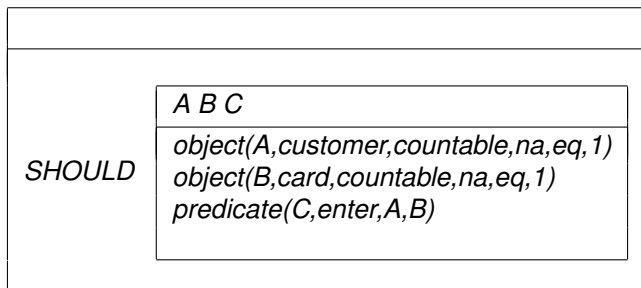 A B C
object(A,customer,countable,na,eq,1)
SHOULD
object(B,card,countable,na,eq,1)
predicate(C,enter,A,B)